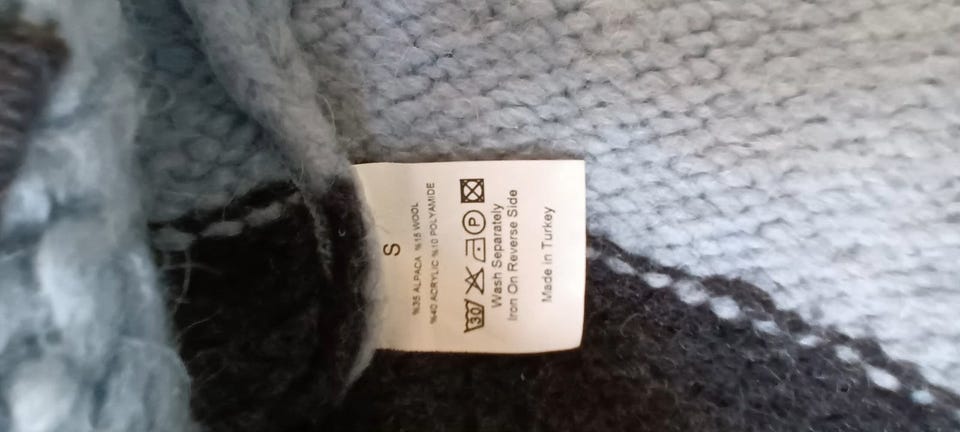 S
%35 ALPACA %15 WOOL
%40 ACRYLIC %10 POLYAMIDE
30 P
Wash Separately
Iron On Reverse Side
Made in Turkey